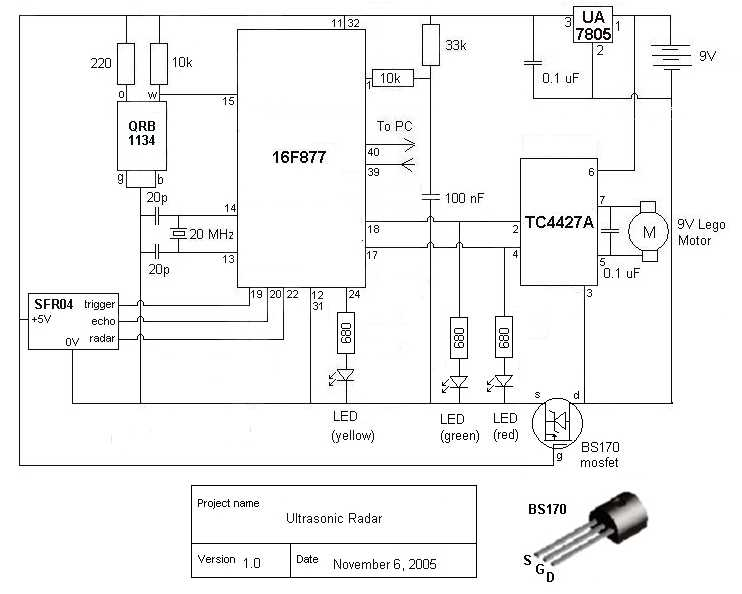 11 32
3 UA 1
7805
2
220
10k
33k
9V
10k
1
0.1 uF
o w
15
QRB
1134
To PC
16F877
40
39
6
g b
20p
100 nF
7
14
18
2
TC4427A
9V Lego
Motor
M
20 MHz
17
4
13
5
20p
0.1 uF
3
19 20 22 12 24
31
SFR04 trigger
+5V echo
0V radar
680
680
680
LED
(yellow)
LED
(green)
LED
(red)
s d
g
BS170
mosfet
Project name
Ultrasonic Radar
Version 1.0
Date November 6, 2005
BS170
S
G
D